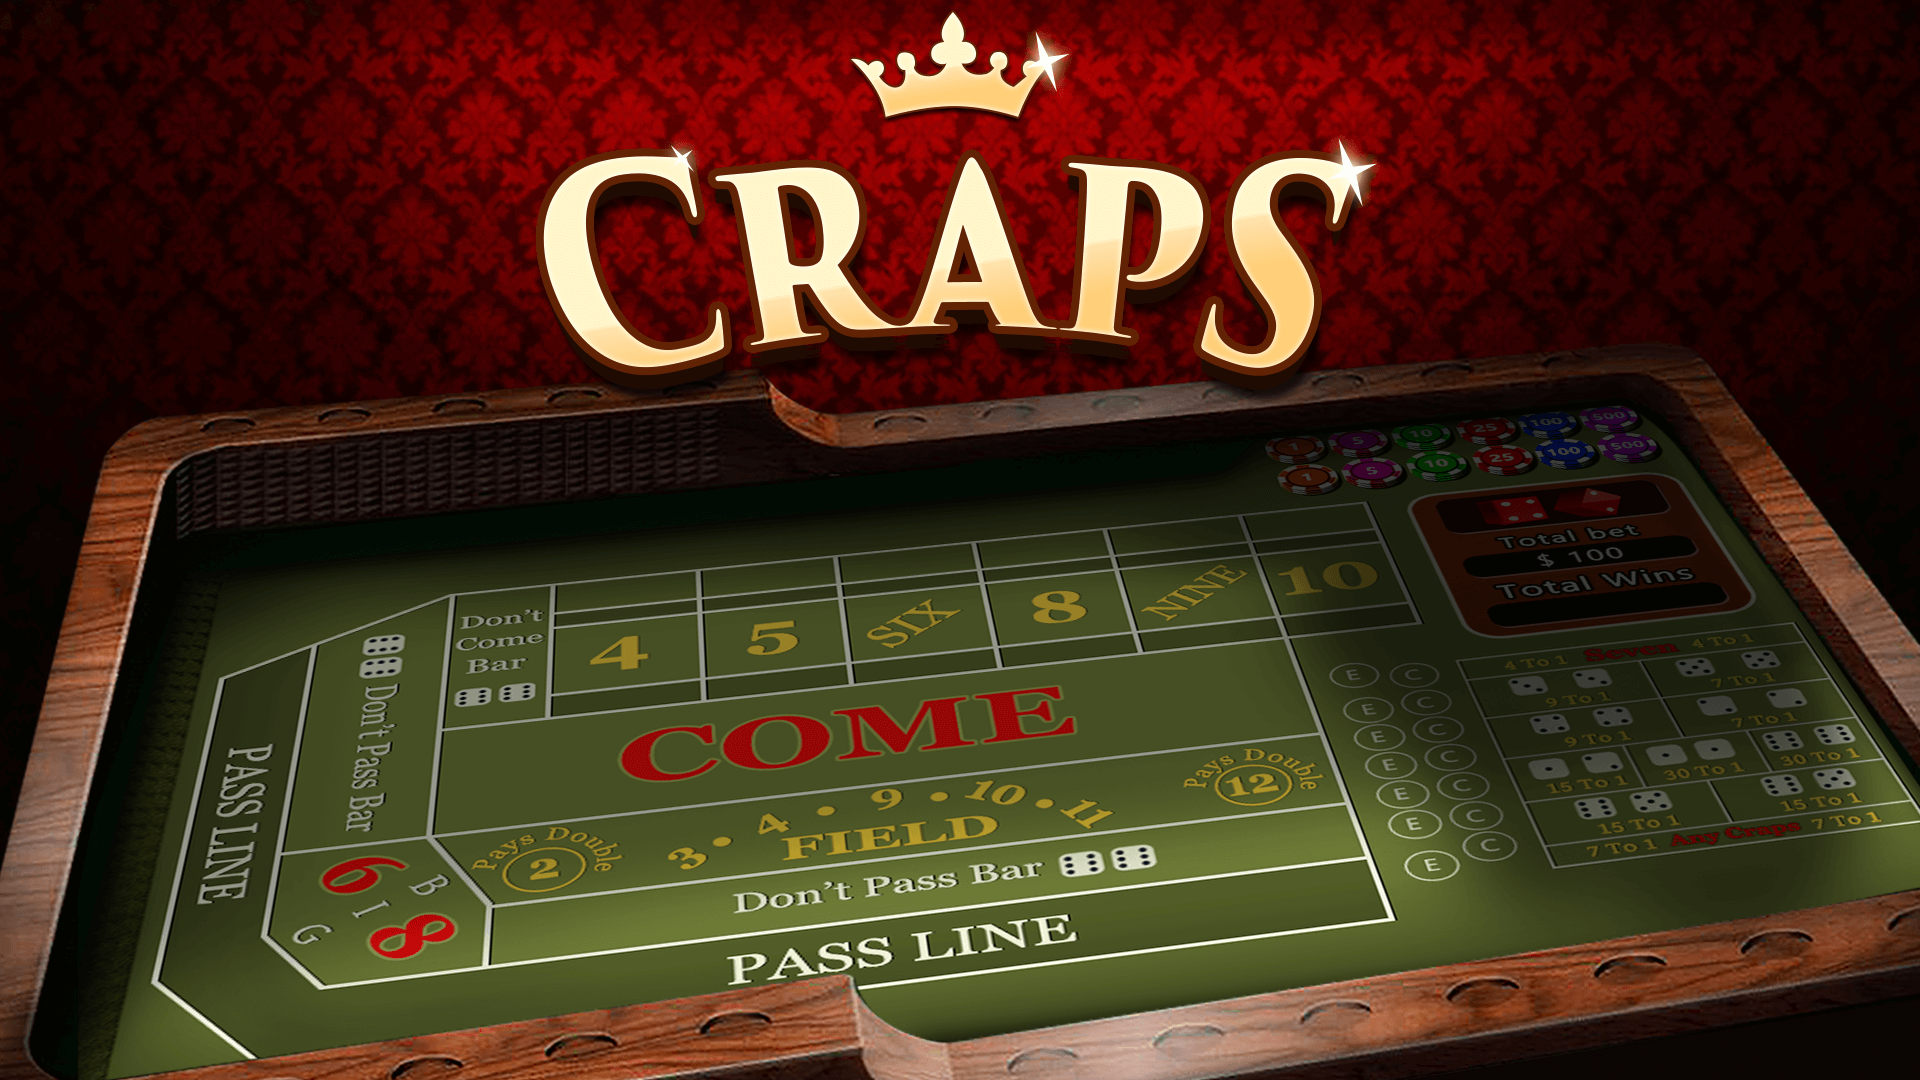 CRAPS
1 5 10 25 100 500
1 5 10 25 100 500
Total bet
$ 100
Total Wins
Don't
Come
Bar
4 5 SIX 8 NINE 10
COME
Don't Pass Bar
PASS LINE
6 8
B I G
Pays Double
2
3 • 4 • 9 • 10 • 11
FIELD
Pays Double
12
Don't Pass Bar
PASS LINE
E C
E C
E C
E C
E C
E C
E C
4 To 1 Seven 4 To 1
9 To 1 7 To 1
9 To 1 7 To 1
15 To 1 30 To 1 30 To 1
15 To 1 15 To 1
7 To 1 Any Craps 7 To 1